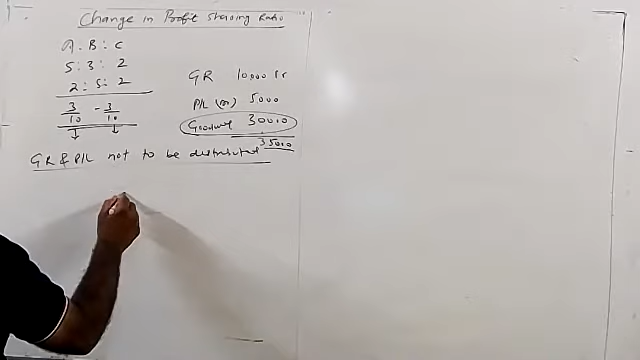 Change in Profit Sharing Ratio
A : B : C
5 : 3 : 2
2 : 5 : 2
3/10 - 3/10
GR 10000 Cr
P/L (Dr) 5000
Goodwill 30000
35000
GR & P/L not to be distributed